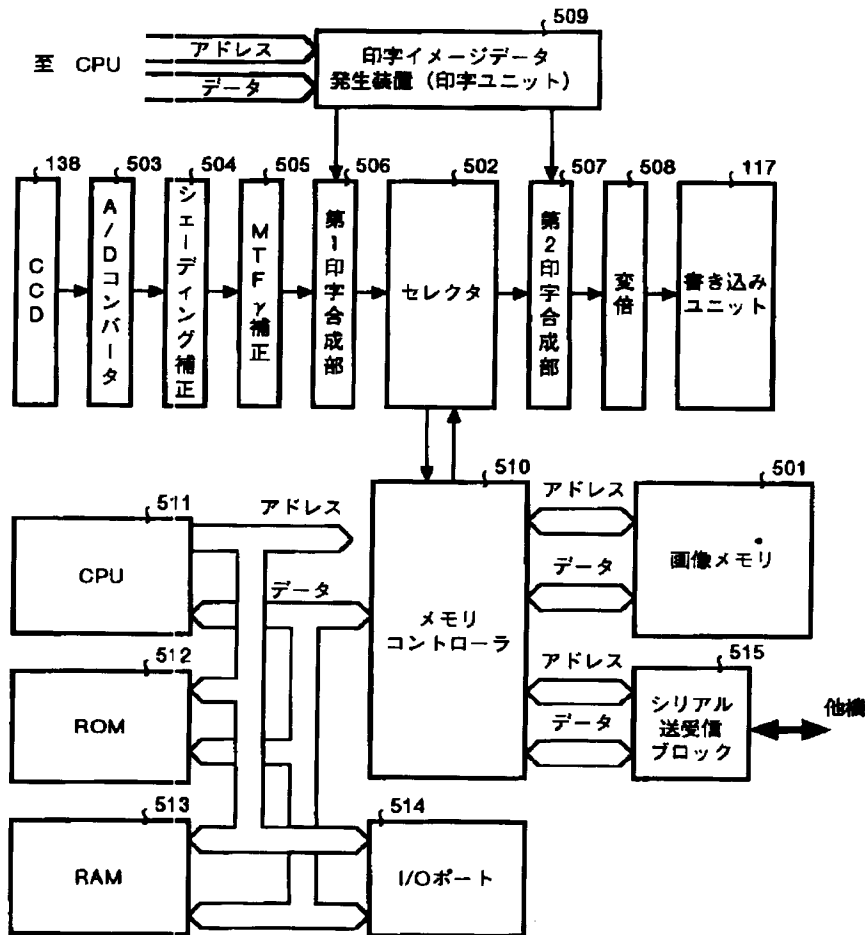 509
至 CPU
アドレス
データ
印字イメージデータ
発生装置（印字ユニット）
138
503
504
505
506
502
507
508
117
CCD
A/Dコンバータ
シェーディング補正
MTFγ補正
第1印字合成部
セレクタ
第2印字合成部
変倍
書き込み
ユニット
511
CPU
アドレス
データ
510
メモリ
コントローラ
アドレス
データ
501
画像メモリ
512
ROM
アドレス
データ
515
シリアル
送受信
ブロック
他機
513
RAM
514
I/Oポート